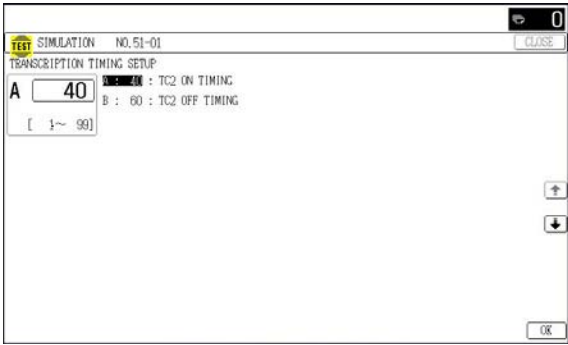 0
TEST SIMULATION NO.51-01 CLOSE
TRANSCRIPTION TIMING SETUP
A 40 A : 40 : TC2 ON TIMING
B : 60 : TC2 OFF TIMING
[ 1~ 99]
OK